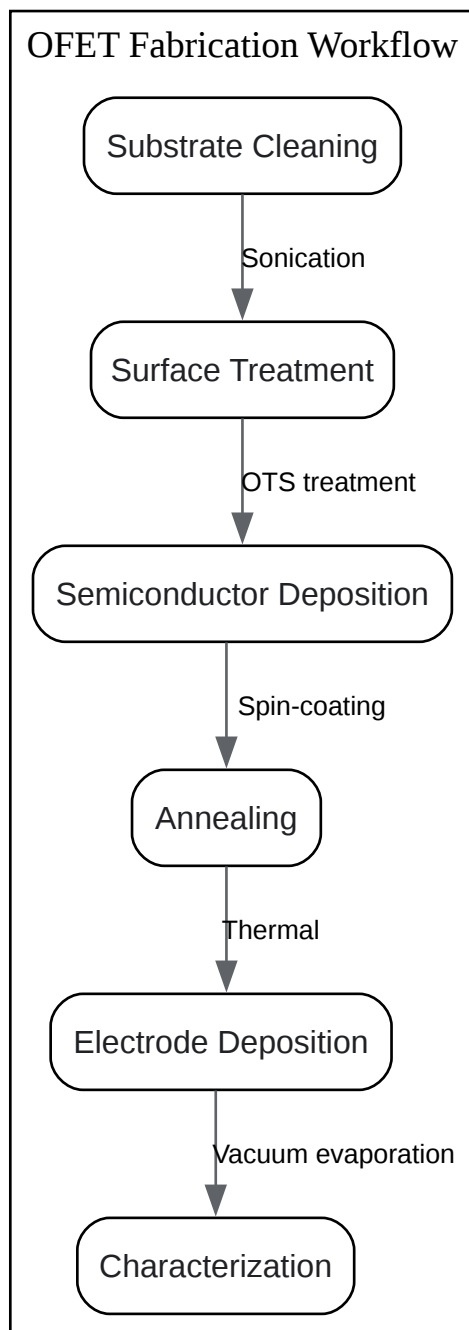 OFET Fabrication Workflow
Substrate Cleaning
Sonication
Surface Treatment
OTS treatment
Semiconductor Deposition
Spin-coating
Annealing
Thermal
Electrode Deposition
Vacuum evaporation
Characterization